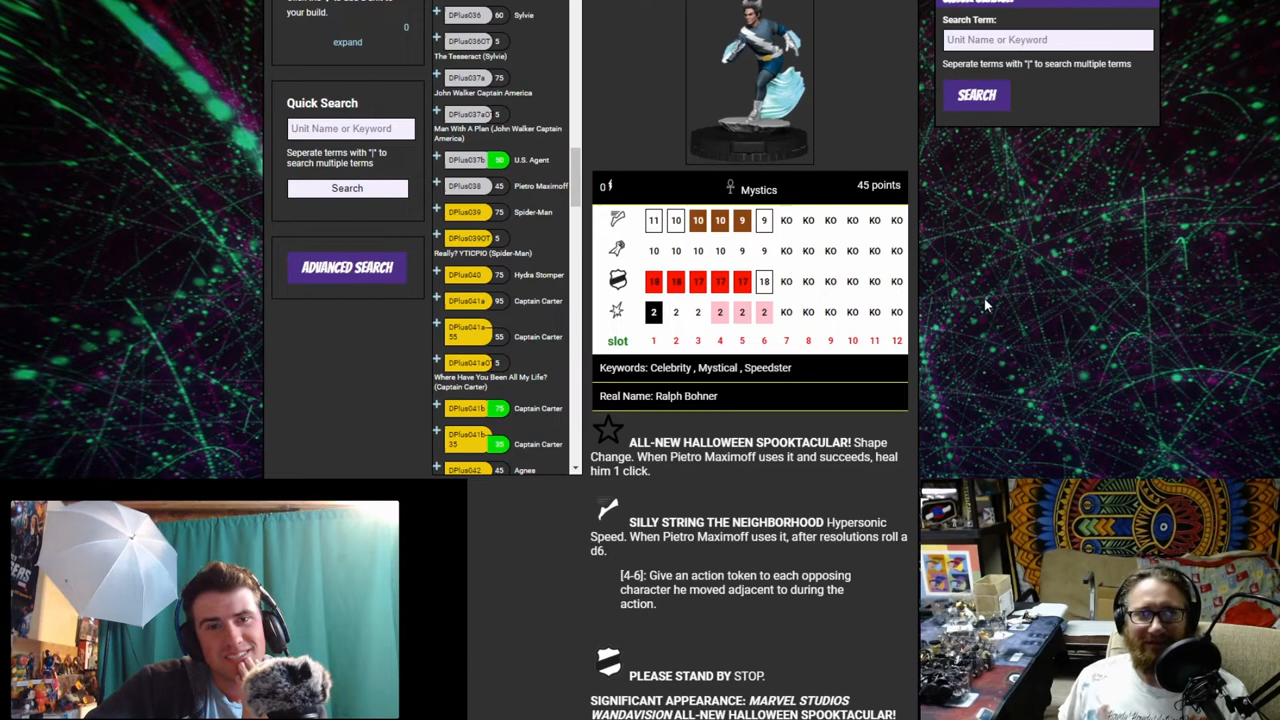 your build.
0
expand
Quick Search
Unit Name or Keyword
Seperate terms with "|" to
search multiple terms
Search
ADVANCED SEARCH
DPlus036 60 Sylvie
DPlus036OT 5
The Tesseract (Sylvie)
DPlus037a 75
John Walker Captain America
DPlus037aOT 5
Man With A Plan (John Walker Captain
America)
DPlus037b 50 U.S. Agent
DPlus038 45 Pietro Maximoff
DPlus039 75 Spider-Man
DPlus039OT 5
Really? YTICPIO (Spider-Man)
DPlus040 75 Hydra Stomper
DPlus041a 95 Captain Carter
DPlus041a-
55 55 Captain Carter
DPlus041aO 5
Where Have You Been All My Life?
(Captain Carter)
DPlus041b 75 Captain Carter
DPlus041b-
35 35 Captain Carter
DPlus042 45 Agnes
0 Mystics 45 points
11 10 10 10 9 9 KO KO KO KO KO KO
10 10 10 10 9 9 KO KO KO KO KO KO
18 18 17 17 17 18 KO KO KO KO KO KO
2 2 2 2 2 2 KO KO KO KO KO KO
slot 1 2 3 4 5 6 7 8 9 10 11 12
Keywords: Celebrity , Mystical , Speedster
Real Name: Ralph Bohner
ALL-NEW HALLOWEEN SPOOKTACULAR! Shape
Change. When Pietro Maximoff uses it and succeeds, heal
him 1 click.
SILLY STRING THE NEIGHBORHOOD Hypersonic
Speed. When Pietro Maximoff uses it, after resolutions roll a
d6.
[4-6]: Give an action token to each opposing
character he moved adjacent to during the
action.
PLEASE STAND BY STOP.
SIGNIFICANT APPEARANCE: MARVEL STUDIOS
WANDAVISION ALL-NEW HALLOWEEN SPOOKTACULAR!
Search Term:
Unit Name or Keyword
Seperate terms with "|" to search multiple terms
SEARCH